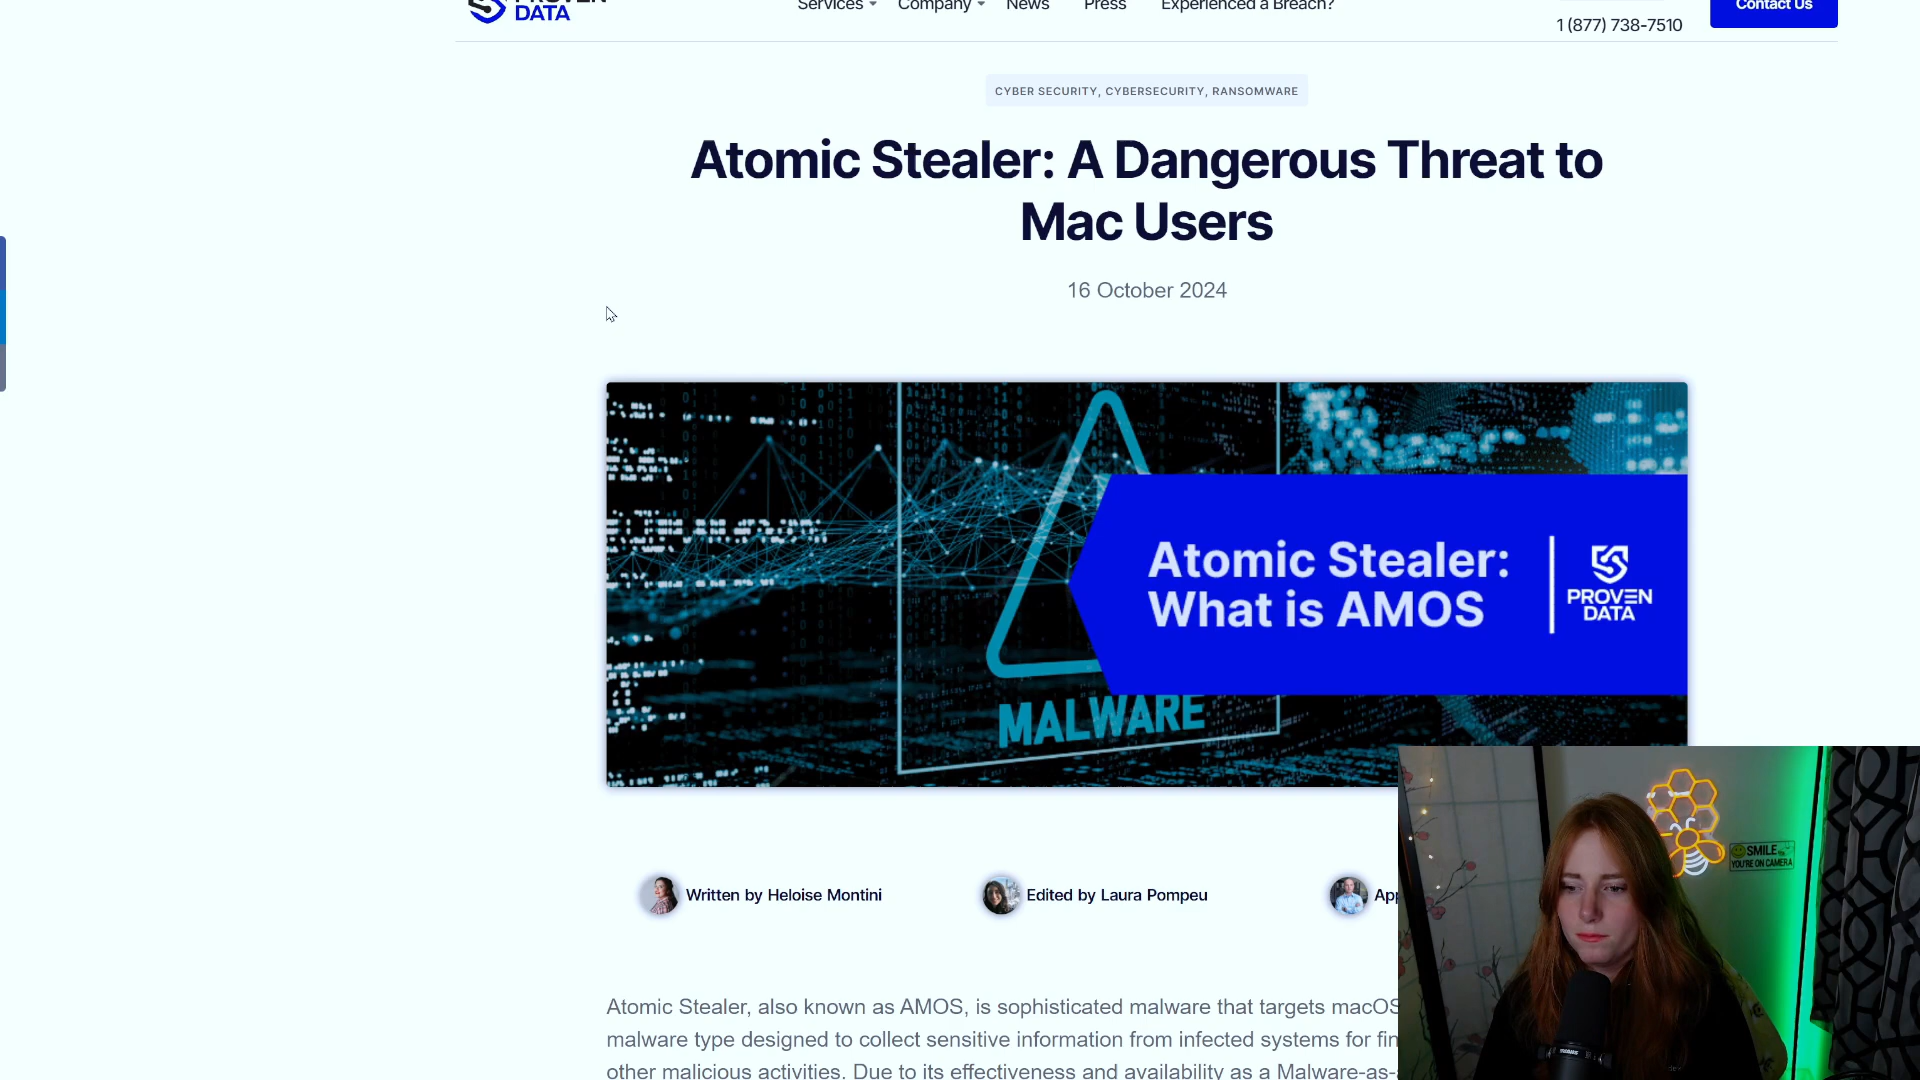 PROVEN
DATA
Services
Company
News
Press
Experienced a Breach?
1 (877) 738-7510
Contact Us
CYBER SECURITY, CYBERSECURITY, RANSOMWARE
Atomic Stealer: A Dangerous Threat to
Mac Users
16 October 2024
Atomic Stealer:
What is AMOS
PROVEN
DATA
MALWARE
Written by Heloise Montini
Edited by Laura Pompeu
SMILE
YOU'RE ON CAMERA
Atomic Stealer, also known as AMOS, is sophisticated malware that targets macOS
malware type designed to collect sensitive information from infected systems for
other malicious activities. Due to its effectiveness and availability as a Malware-as-